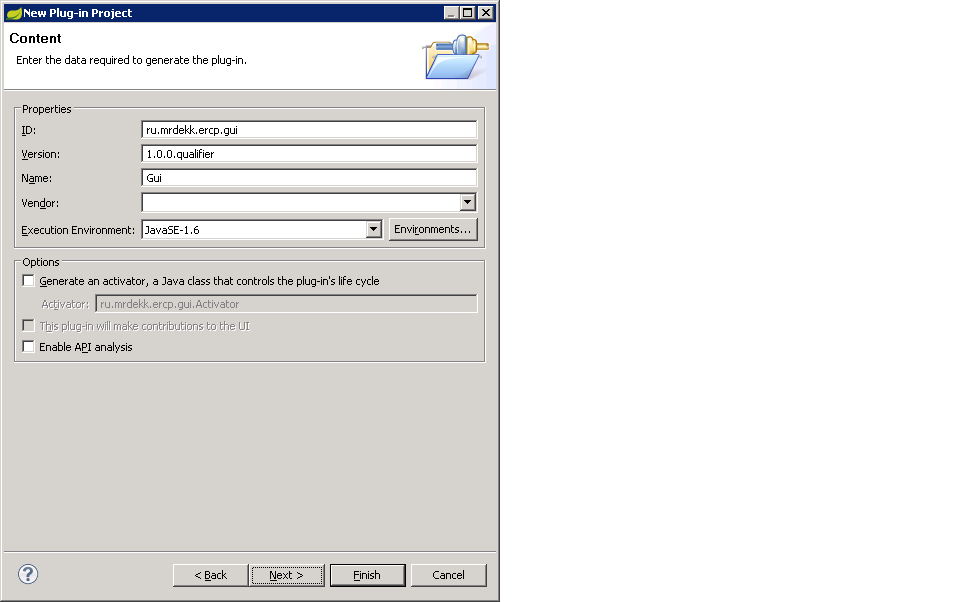 New Plug-in Project
Content
Enter the data required to generate the plug-in.
Properties
ID: ru.mrdekk.ercp.gui
Version: 1.0.0.qualifier
Name: Gui
Vendor:
Execution Environment: JavaSE-1.6 Environments...
Options
Generate an activator, a Java class that controls the plug-in's life cycle
Activator: ru.mrdekk.ercp.gui.Activator
This plug-in will make contributions to the UI
Enable API analysis
? < Back Next > Finish Cancel